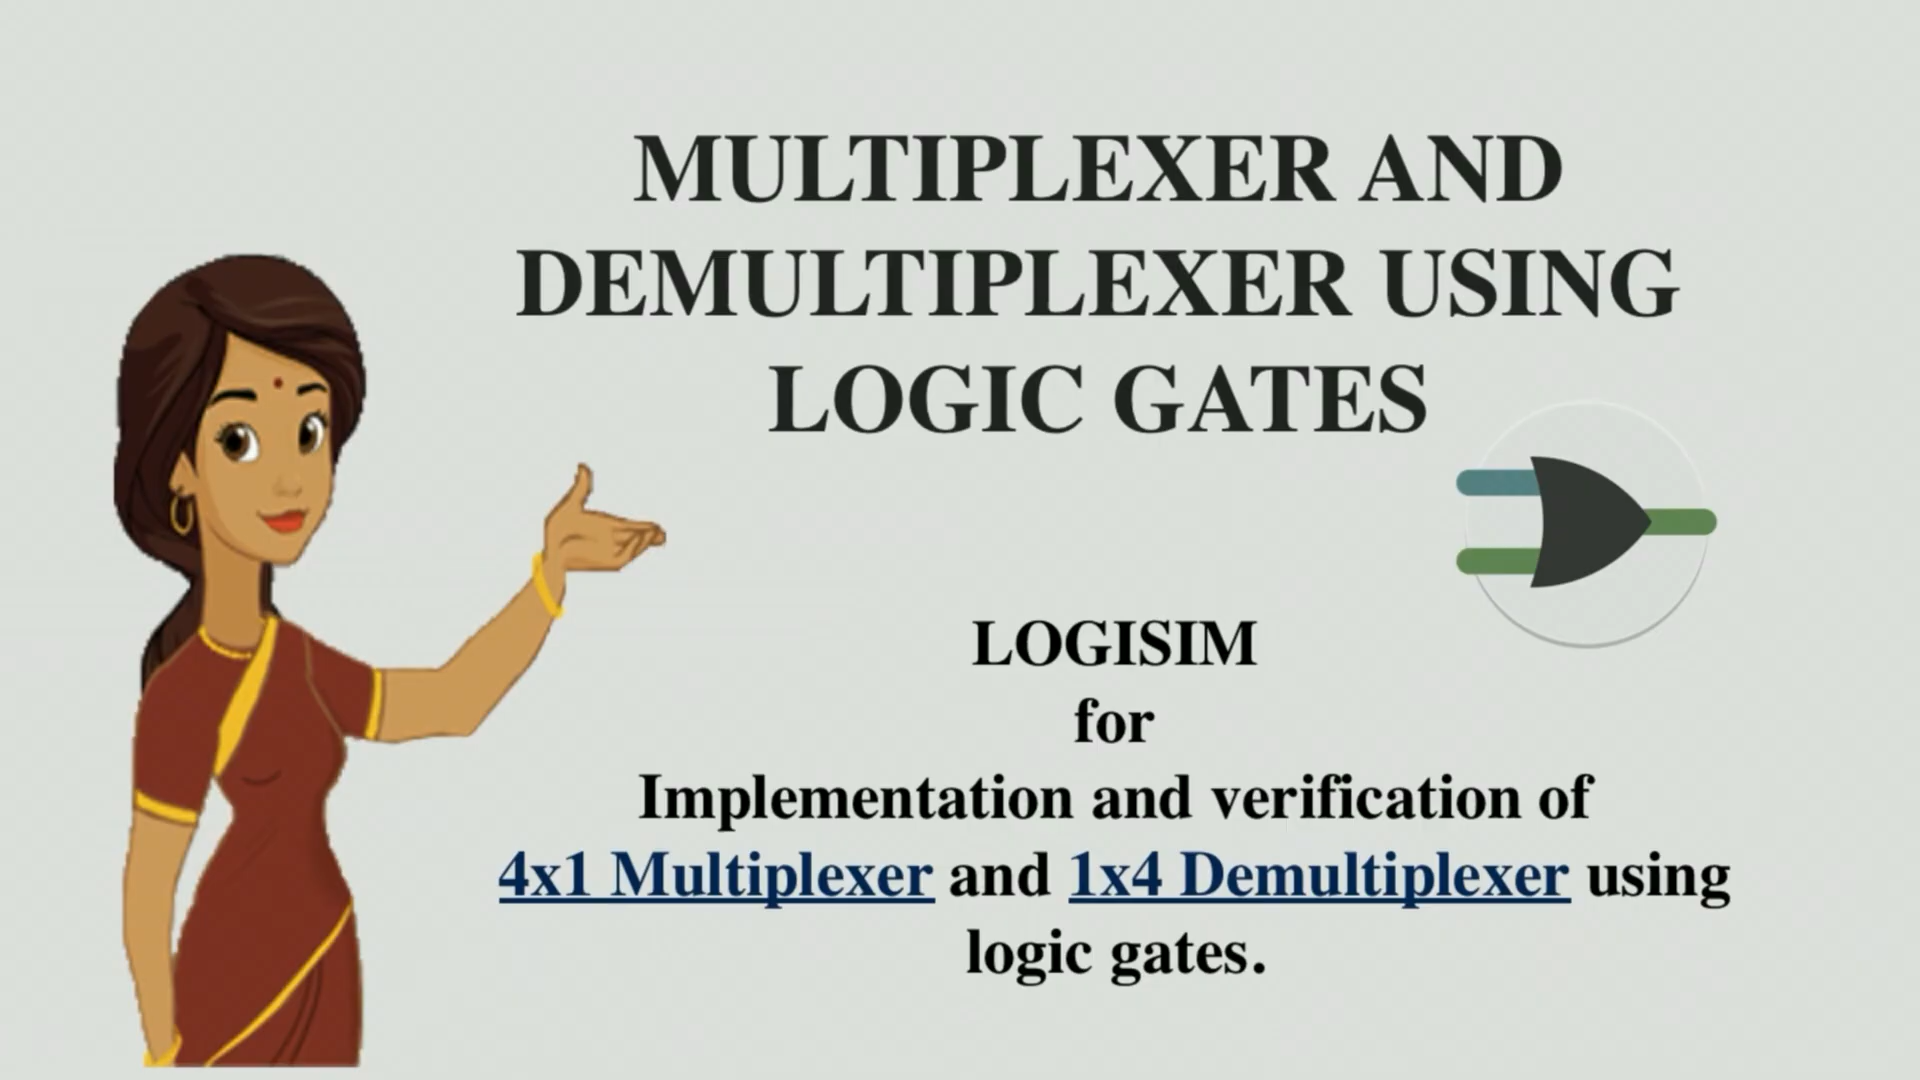 MULTIPLEXER AND
DEMULTIPLEXER USING
LOGIC GATES
LOGISIM
for
Implementation and verification of
4x1 Multiplexer and 1x4 Demultiplexer using
logic gates.